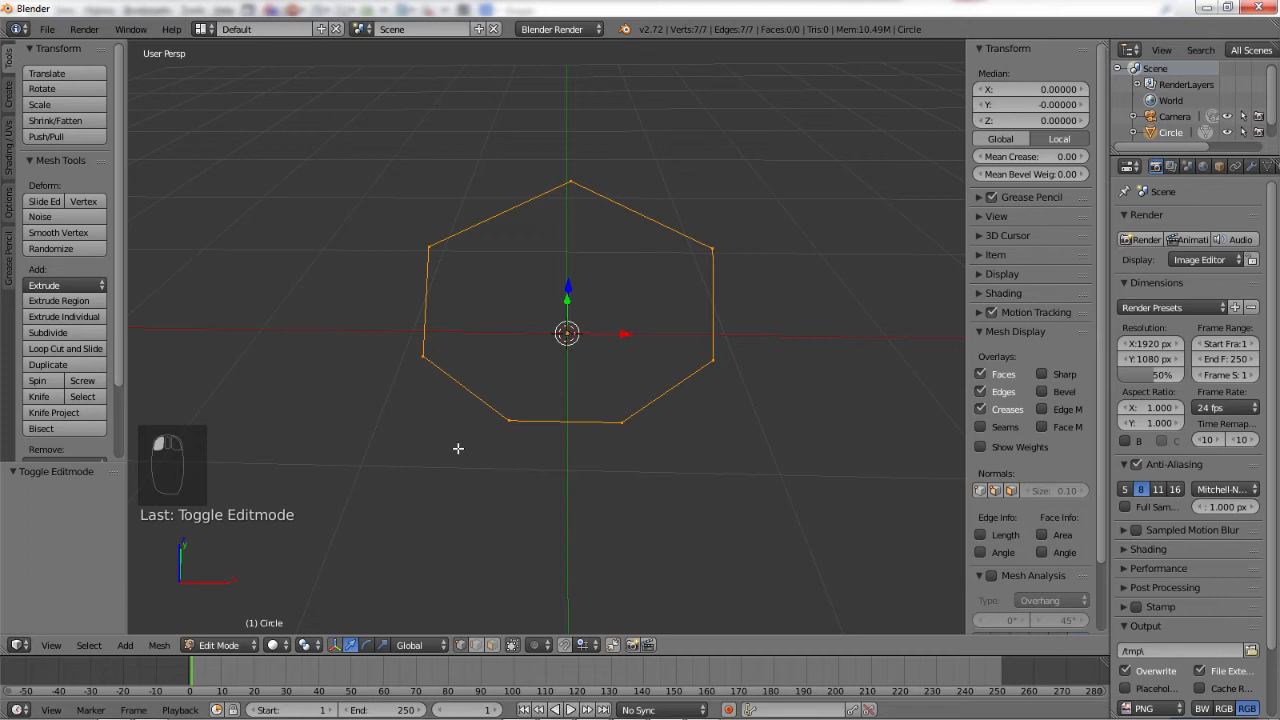 Blender
File Render Window Help Default Scene Blender Render v2.72 | Verts:7/7 | Edges:7/7 | Faces:0/0 | Tris:0 | Mem:10.49M | Circle
View Search All Scenes
Tools
Create
Shading / UVs
Options
Grease Pencil
Transform
Translate
Rotate
Scale
Shrink/Fatten
Push/Pull
Mesh Tools
Deform:
Slide Ed Vertex
Noise
Smooth Vertex
Randomize
Add:
Extrude
Extrude Region
Extrude Individual
Subdivide
Loop Cut and Slide
Duplicate
Spin Screw
Knife Select
Knife Project
Bisect
Remove:
Toggle Editmode
User Persp
Last: Toggle Editmode
(1) Circle
Transform
Median:
X: 0.00000
Y: -0.00000
Z: 0.00000
Global Local
Mean Crease: 0.00
Mean Bevel Weig: 0.00
Grease Pencil
View
3D Cursor
Item
Display
Shading
Motion Tracking
Mesh Display
Overlays:
Faces Sharp
Edges Bevel
Creases Edge M
Seams Face M
Show Weights
Normals:
Size: 0.10
Edge Info: Face Info:
Length Area
Angle Angle
Mesh Analysis
Type: Overhang
0° 45°
Scene
RenderLayers
World
Camera
Circle
Scene
Render
Render Animati Audio
Display: Image Editor
Dimensions
Render Presets
Resolution: Frame Range:
X:1920 px Start Fra:1
Y:1080 px End F: 250
50% Frame S: 1
Aspect Ratio: Frame Rate:
X: 1.000 24 fps
Y: 1.000 Time Remap...
B C 10 10
Anti-Aliasing
5 8 11 16 Mitchell-N...
Full Sam... : 1.000 px
Sampled Motion Blur
Shading
Performance
Post Processing
Stamp
Output
/tmp\
Overwrite File Exte...
Placehol... Cache R...
PNG BW RGB RGB
View Select Add Mesh Edit Mode Global
-50 -40 -30 -20 -10 0 10 20 30 40 50 60 70 80 90 100 110 120 130 140 150 160 170 180 190 200 210 220 230 240 250 260 270 280
View Marker Frame Playback Start: 1 End: 250 1 No Sync